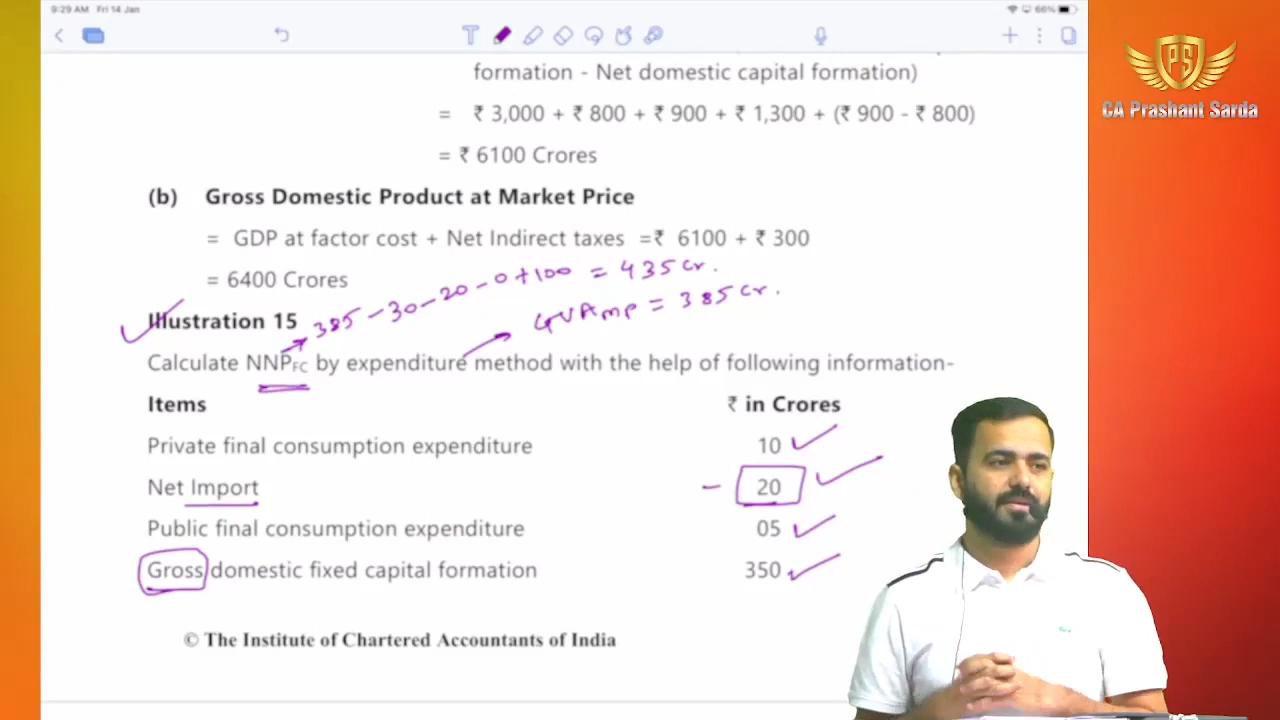 9:29 AM Fri 14 Jan
66%
PS
CA Prashant Sarda
formation - Net domestic capital formation)
= ₹ 3,000 + ₹ 800 + ₹ 900 + ₹ 1,300 + (₹ 900 - ₹ 800)
= ₹ 6100 Crores
(b) Gross Domestic Product at Market Price
= GDP at factor cost + Net Indirect taxes =₹ 6100 + ₹ 300
= 6400 Crores
385 - 30 - 20 - 0 + 100 = 435 Cr.
Illustration 15
GVAMP = 385 Cr.
Calculate NNPFC by expenditure method with the help of following information-
Items ₹ in Crores
Private final consumption expenditure 10
Net Import - 20
Public final consumption expenditure 05
Gross domestic fixed capital formation 350
© The Institute of Chartered Accountants of India